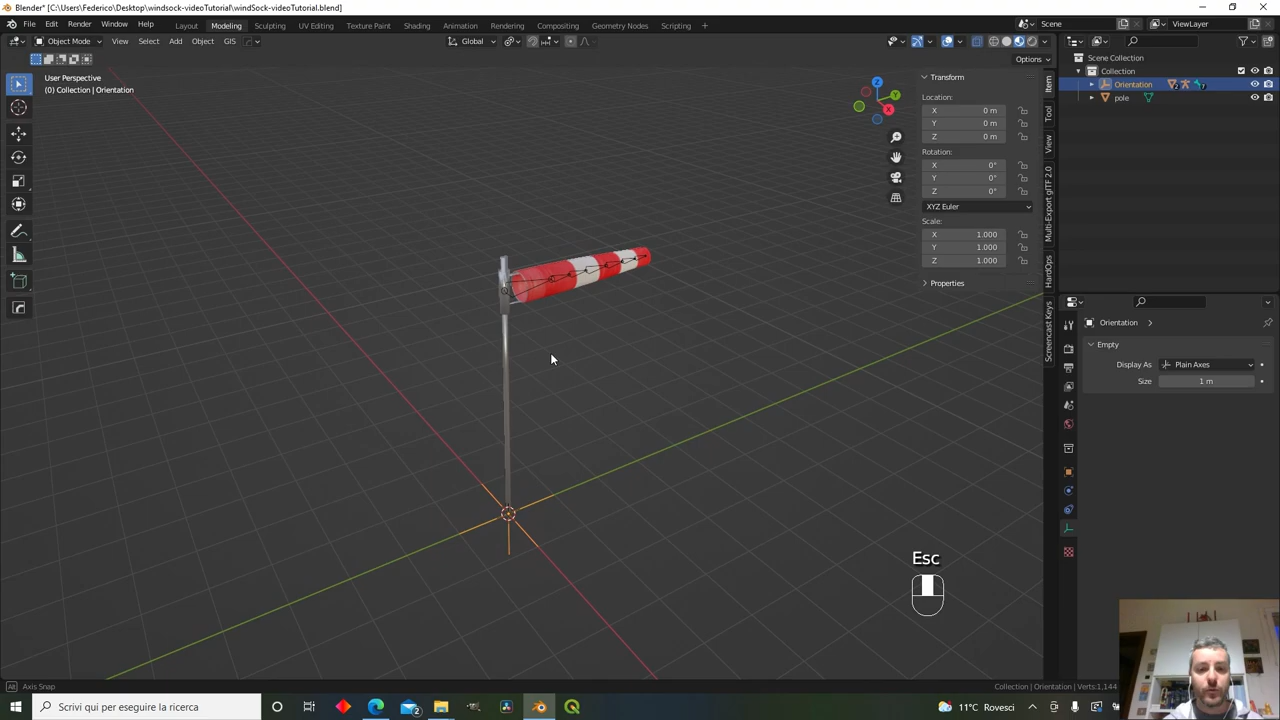 Blender* [C:\Users\Federico\Desktop\windsock-videoTutorial\windSock-videoTutorial.blend]
File Edit Render Window Help Layout Modeling Sculpting UV Editing Texture Paint Shading Animation Rendering Compositing Geometry Nodes Scripting + Scene ViewLayer
Object Mode View Select Add Object GIS Global
Options
User Perspective
(0) Collection | Orientation
Transform
Location:
X 0 m
Y 0 m
Z 0 m
Rotation:
X 0°
Y 0°
Z 0°
XYZ Euler
Scale:
X 1.000
Y 1.000
Z 1.000
Properties
Item
Tool
View
Multi-Export glTF 2.0
HardOps
Screencast Keys
Z
Y
X
Scene Collection
Collection
Orientation
pole
Orientation
Empty
Display As Plain Axes
Size 1 m
Esc
Axis Snap
Collection | Orientation | Verts:1,144
Scrivi qui per eseguire la ricerca
11°C Rovesci